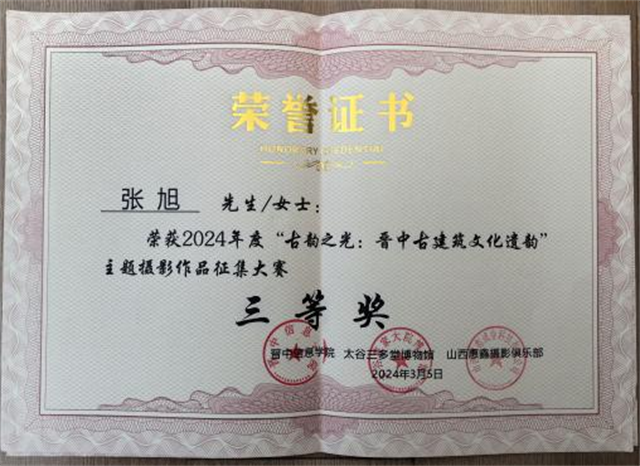 荣誉证书
HONORARY CREDENTIAL
张旭 先生/女士：
荣获2024年度“古韵之光：晋中古建筑文化遗韵”
主题摄影作品征集大赛
三等奖
晋中信息学院 太谷三多堂博物馆 山西惠鑫摄影俱乐部
2024年3月5日